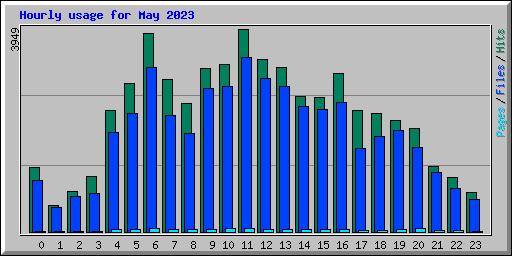 Hourly usage for May 2023
3949
Pages/Files/Hits
0 1 2 3 4 5 6 7 8 9 10 11 12 13 14 15 16 17 18 19 20 21 22 23